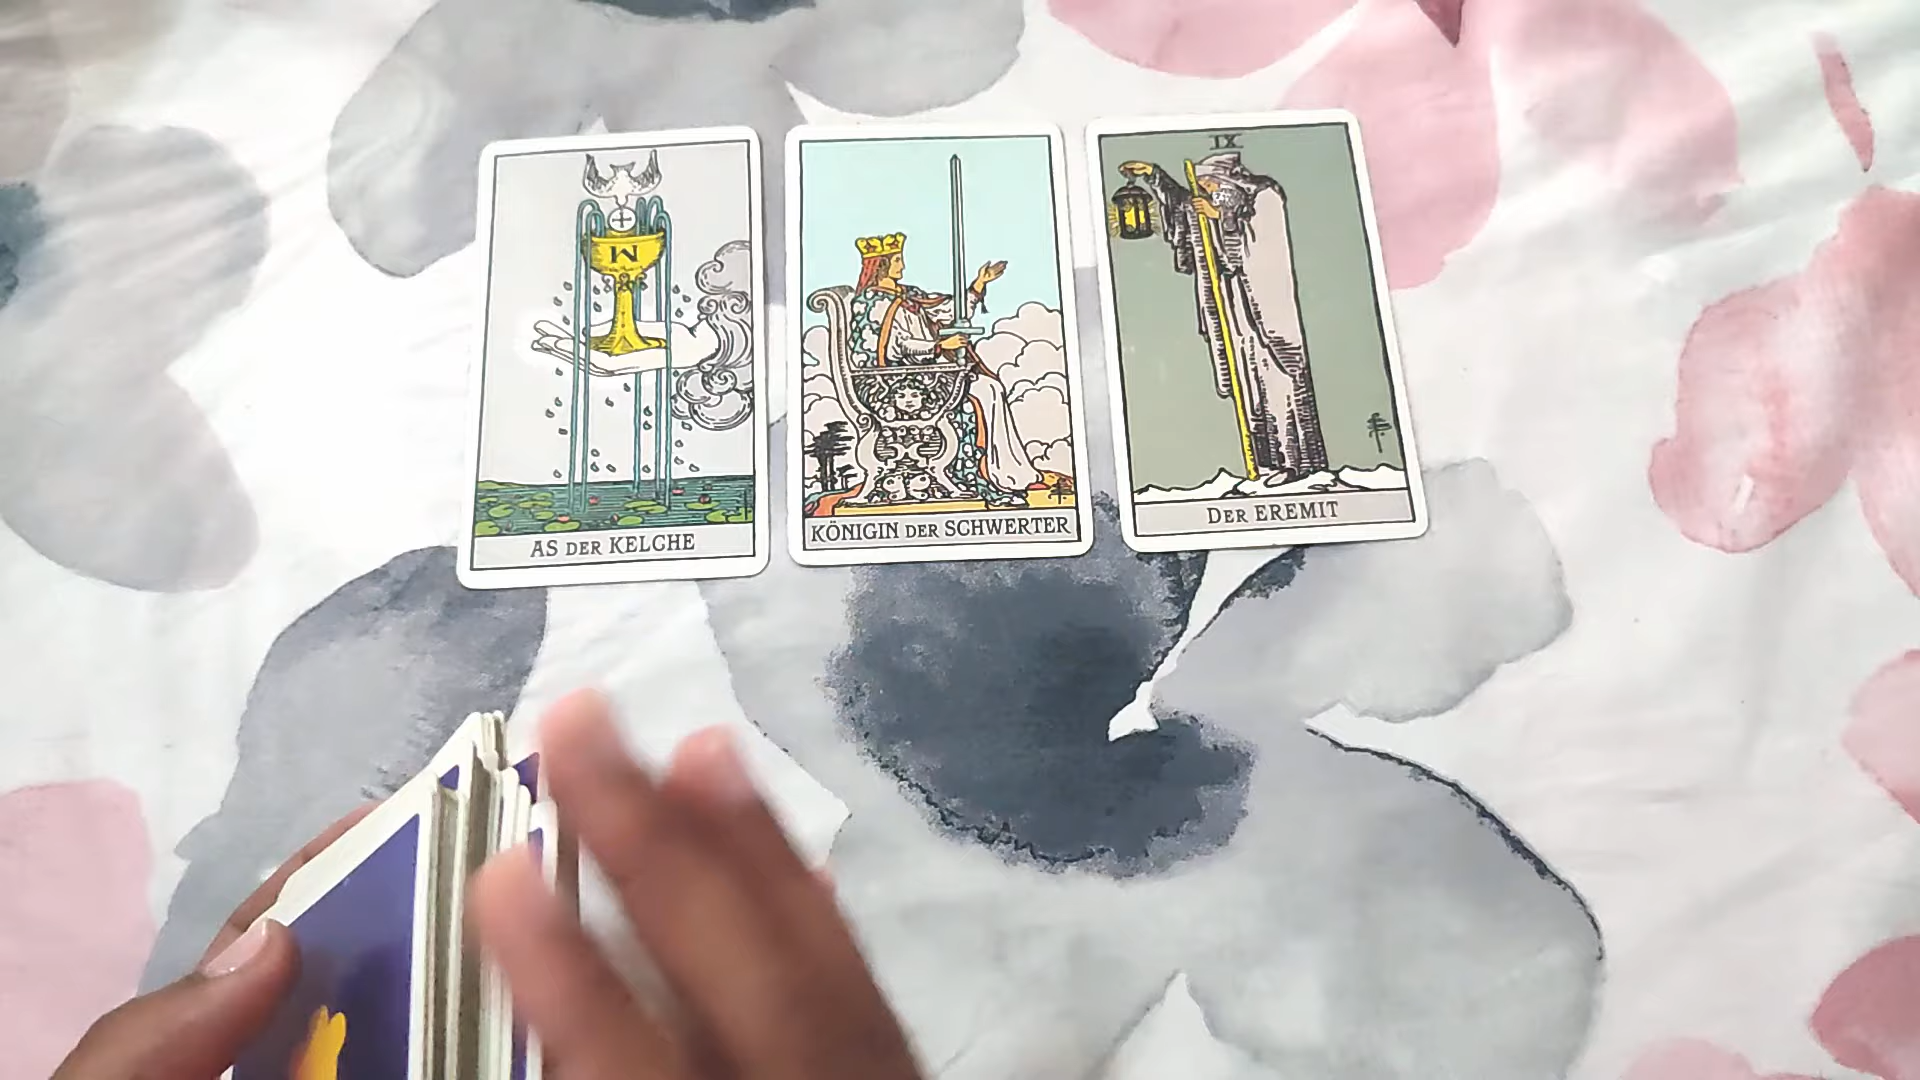 M
AS DER KELCHE
KÖNIGIN DER SCHWERTER
IX
DER EREMIT